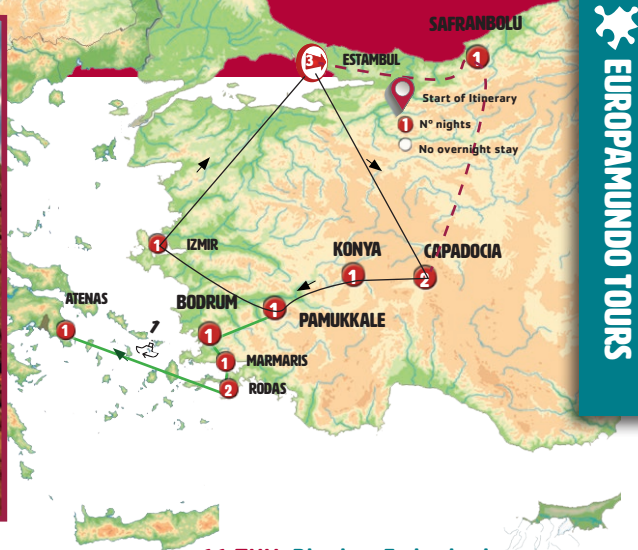 SAFRANBOLU
3
ESTAMBUL
1
Start of Itinerary
1
Nº nights
No overnight stay
EUROPAMUNDO TOURS
1
IZMIR
KONYA
1
CAPADOCIA
2
ATENAS
1
1
BODRUM
1
1
PAMUKKALE
1
MARMARIS
2
RODAS